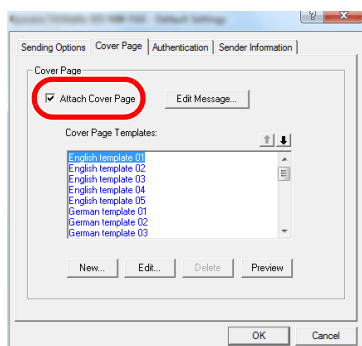 Default Settings
Sending Options Cover Page Authentication Sender Information
Cover Page
Attach Cover Page Edit Message...
Cover Page Templates:
English template 01
English template 02
English template 03
English template 04
English template 05
German template 01
German template 02
German template 03
New... Edit... Delete Preview
OK Cancel